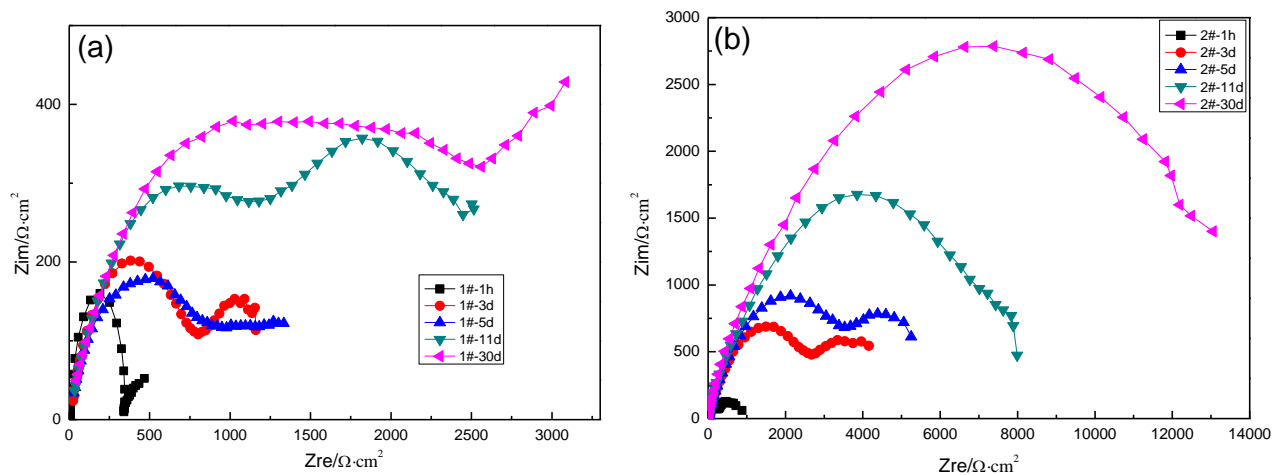 (a)
Zim/Ω·cm²
400
200
0
0 500 1000 1500 2000 2500 3000
Zre/Ω·cm²
1#-1h
1#-3d
1#-5d
1#-11d
1#-30d
(b)
Zim/Ω·cm²
3000
2500
2000
1500
1000
500
0
0 2000 4000 6000 8000 10000 12000 14000
Zre/Ω·cm²
2#-1h
2#-3d
2#-5d
2#-11d
2#-30d